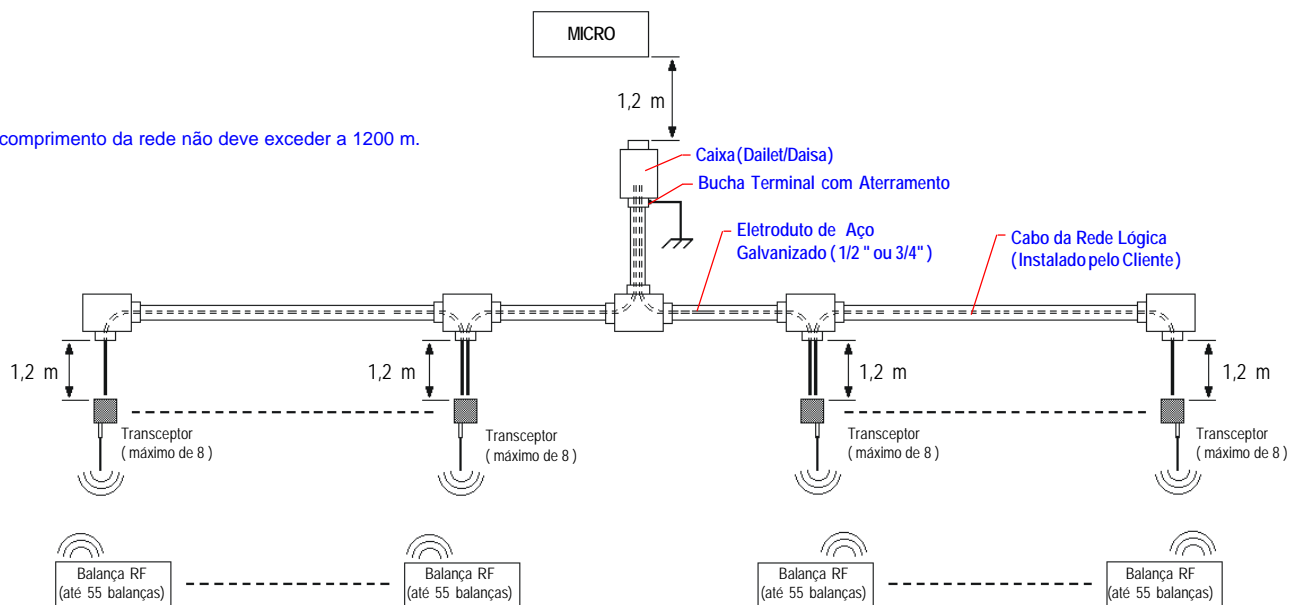 MICRO
1,2 m
comprimento da rede não deve exceder a 1200 m.
Caixa (Dailet/Daisa)
Bucha Terminal com Aterramento
Eletroduto de Aço
Galvanizado ( 1/2 " ou 3/4" )
Cabo da Rede Lógica
(Instalado pelo Cliente)
1,2 m
1,2 m
1,2 m
1,2 m
Transceptor
( máximo de 8 )
Transceptor
( máximo de 8 )
Transceptor
( máximo de 8 )
Transceptor
( máximo de 8 )
Balança RF
(até 55 balanças)
Balança RF
(até 55 balanças)
Balança RF
(até 55 balanças)
Balança RF
(até 55 balanças)